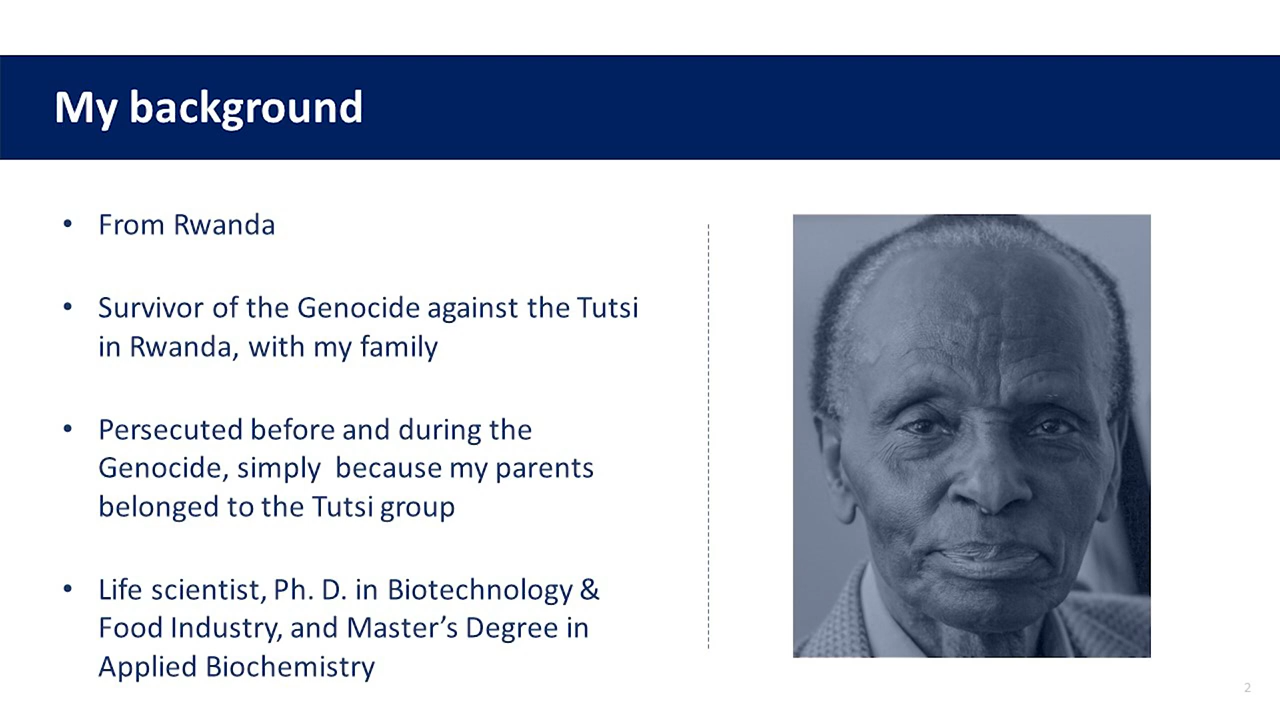 My background
• From Rwanda
• Survivor of the Genocide against the Tutsi
in Rwanda, with my family
• Persecuted before and during the
Genocide, simply  because my parents
belonged to the Tutsi group
• Life scientist, Ph. D. in Biotechnology &
Food Industry, and Master’s Degree in
Applied Biochemistry
2